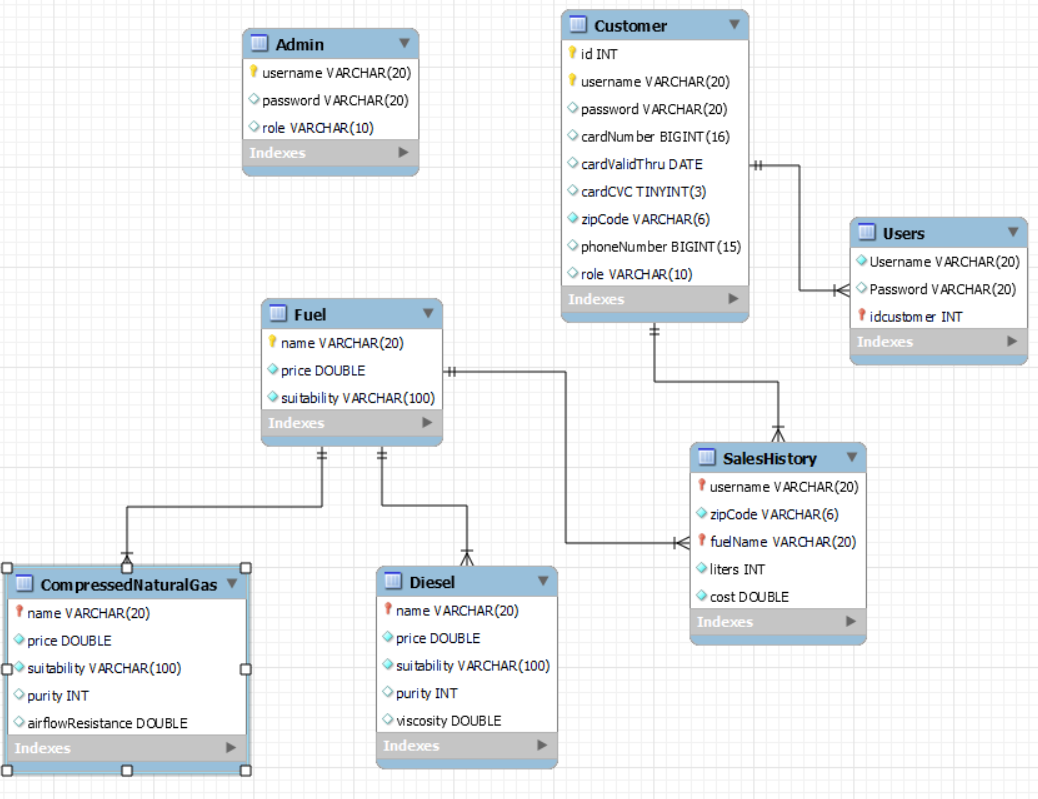 Admin
username VARCHAR(20)
password VARCHAR(20)
role VARCHAR(10)
Indexes
Customer
id INT
username VARCHAR(20)
password VARCHAR(20)
cardNumber BIGINT(16)
cardValidThru DATE
cardCVC TINYINT(3)
zipCode VARCHAR(6)
phoneNumber BIGINT(15)
role VARCHAR(10)
Indexes
Users
Username VARCHAR(20)
Password VARCHAR(20)
idcustomer INT
Indexes
Fuel
name VARCHAR(20)
price DOUBLE
suitability VARCHAR(100)
Indexes
SalesHistory
username VARCHAR(20)
zipCode VARCHAR(6)
fuelName VARCHAR(20)
liters INT
cost DOUBLE
Indexes
CompressedNaturalGas
name VARCHAR(20)
price DOUBLE
suitability VARCHAR(100)
purity INT
airflowResistance DOUBLE
Indexes
Diesel
name VARCHAR(20)
price DOUBLE
suitability VARCHAR(100)
purity INT
viscosity DOUBLE
Indexes